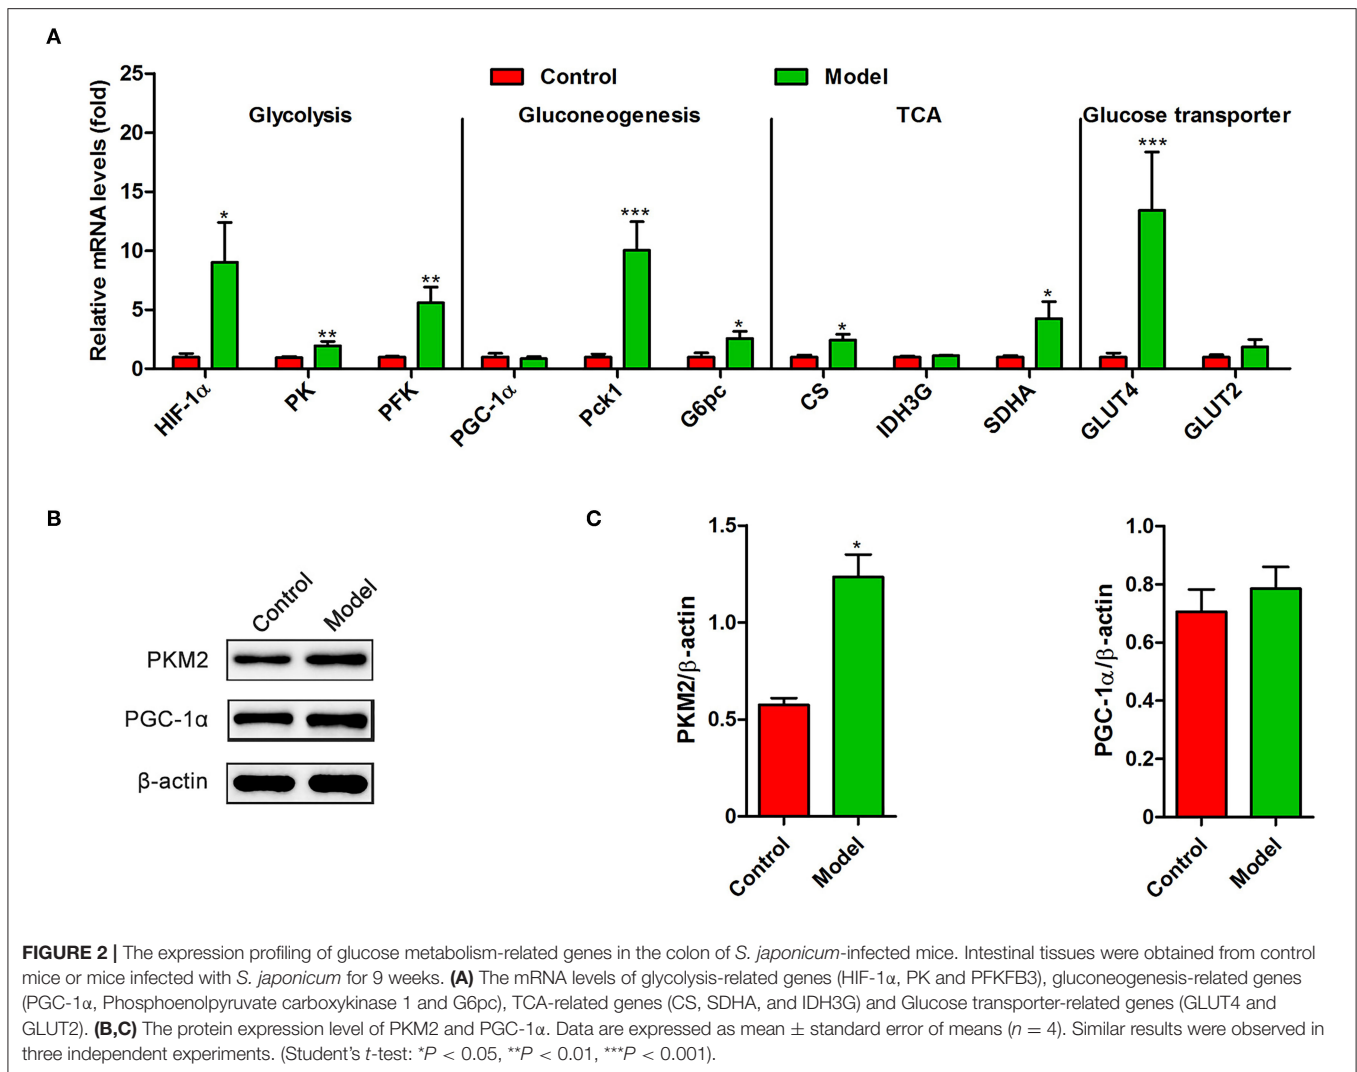 A
Control Model
Glycolysis Gluconeogenesis TCA Glucose transporter
Relative mRNA levels (fold)
25
20
15
10
5
0
* ** ** *** * * * ***
HIF-1α PK PFK PGC-1α Pck1 G6pc CS IDH3G SDHA GLUT4 GLUT2
B
Control Model
PKM2
PGC-1α
β-actin
C
PKM2/β-actin
1.5
1.0
0.5
0
*
Control Model
PGC-1α/β-actin
1.0
0.8
0.6
0.4
0.2
0
Control Model
FIGURE 2 | The expression profiling of glucose metabolism-related genes in the colon of S. japonicum-infected mice. Intestinal tissues were obtained from control
mice or mice infected with S. japonicum for 9 weeks. (A) The mRNA levels of glycolysis-related genes (HIF-1α, PK and PFKFB3), gluconeogenesis-related genes
(PGC-1α, Phosphoenolpyruvate carboxykinase 1 and G6pc), TCA-related genes (CS, SDHA, and IDH3G) and Glucose transporter-related genes (GLUT4 and
GLUT2). (B,C) The protein expression level of PKM2 and PGC-1α. Data are expressed as mean ± standard error of means (n = 4). Similar results were observed in
three independent experiments. (Student's t-test: *P < 0.05, **P < 0.01, ***P < 0.001).